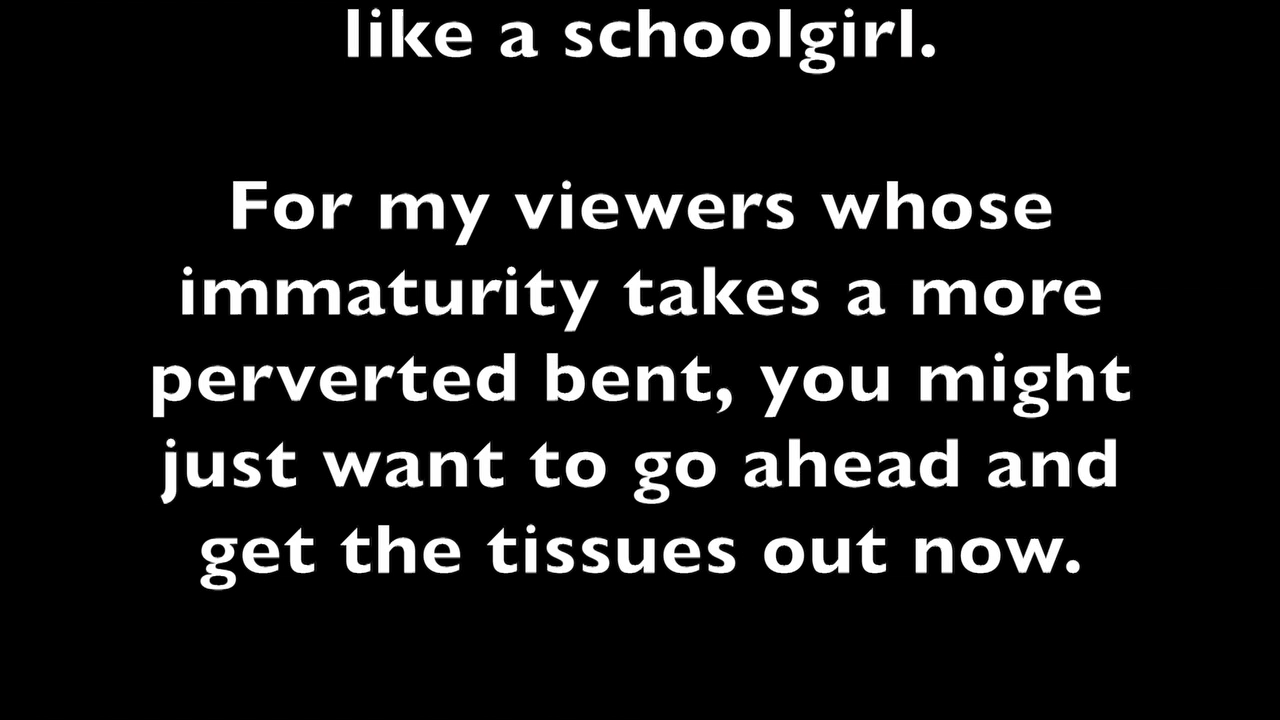 like a schoolgirl.
For my viewers whose
immaturity takes a more
perverted bent, you might
just want to go ahead and
get the tissues out now.